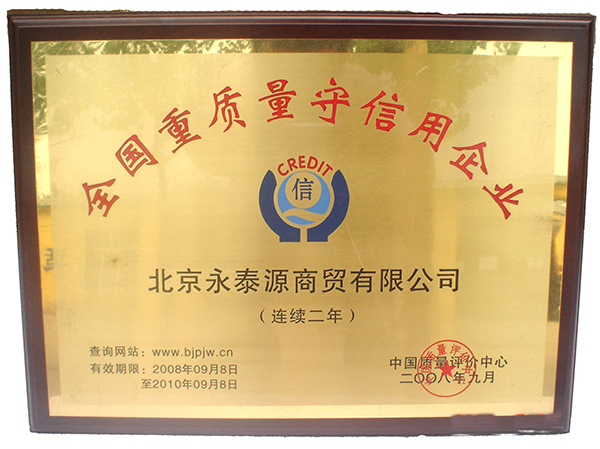 全国重质量守信用企业
CREDIT
信
北京永泰源商贸有限公司
（连续二年）
查询网站：www.bjpjw.cn
有效期限：2008年09月8日
至2010年09月8日
中国质量评价中心
二〇〇八年九月